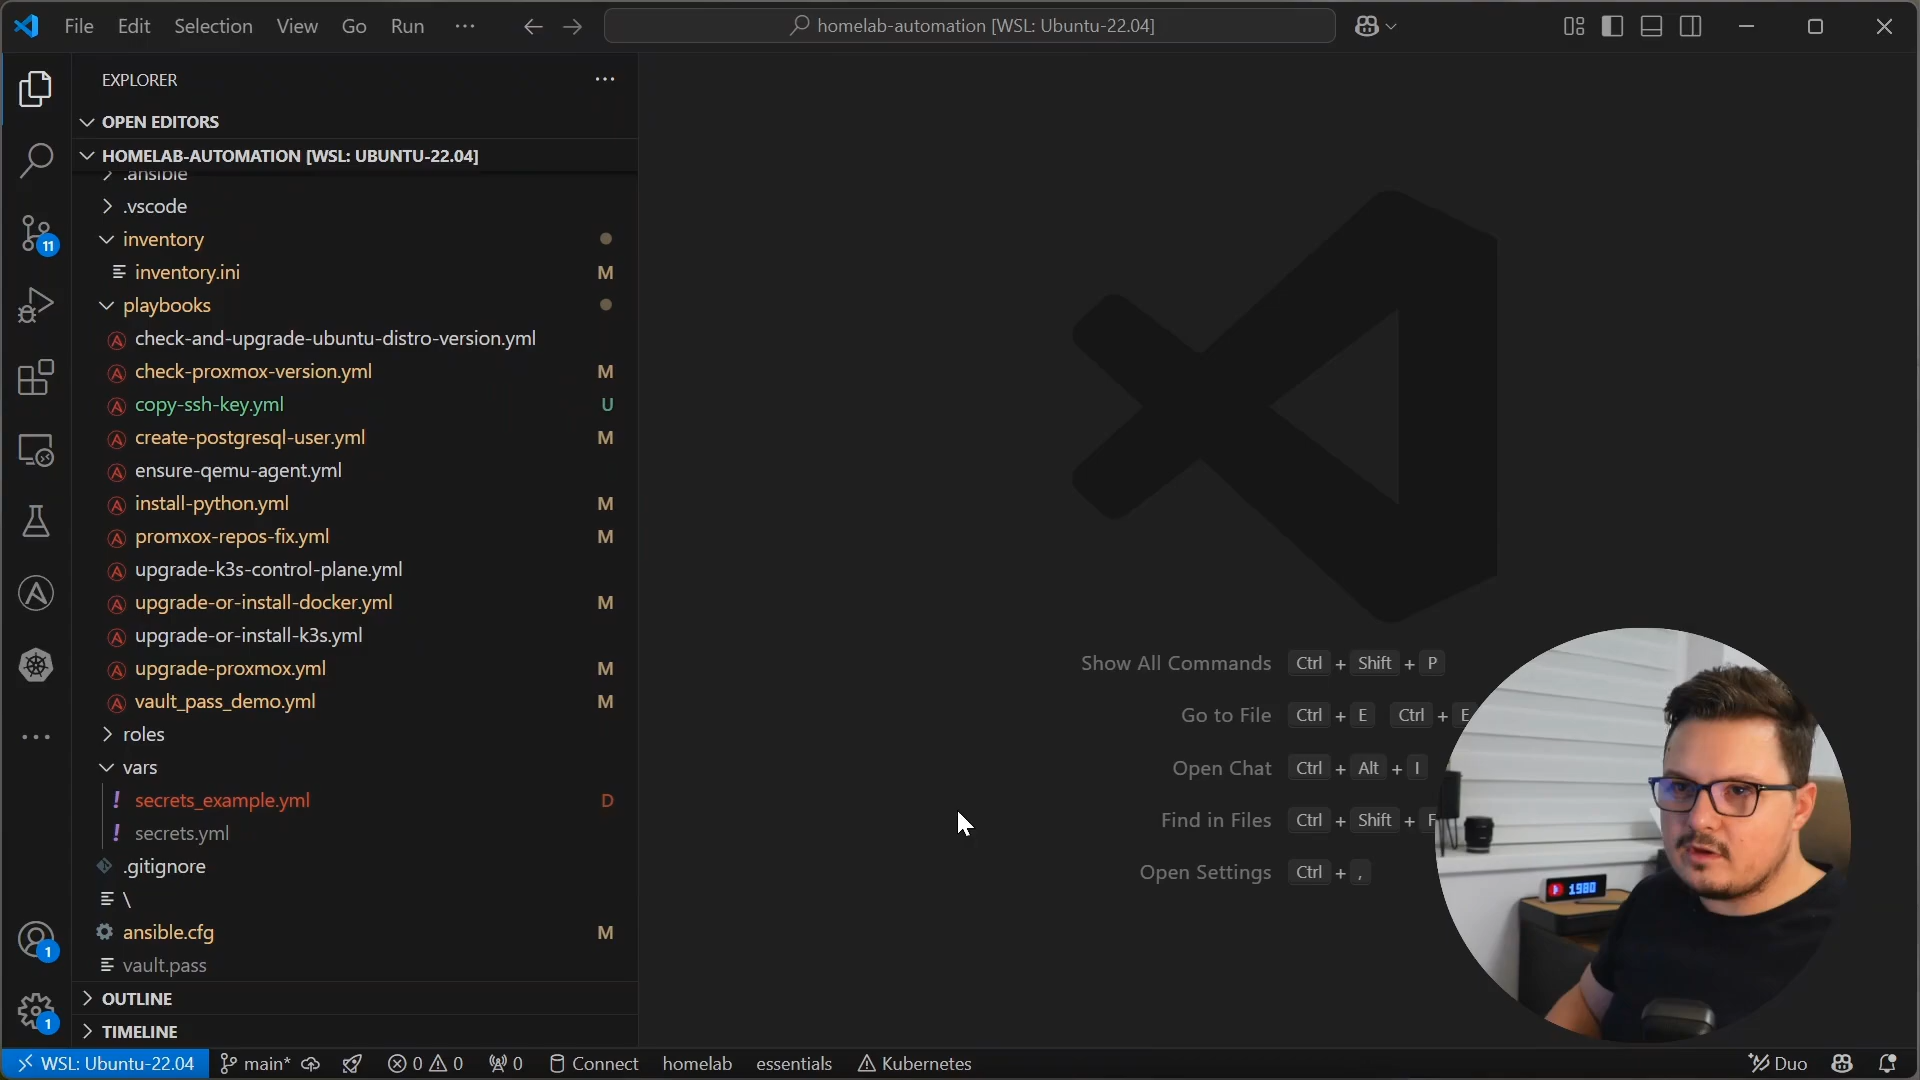 File Edit Selection View Go Run ··· homelab-automation [WSL: Ubuntu-22.04]
EXPLORER
OPEN EDITORS
HOMELAB-AUTOMATION [WSL: UBUNTU-22.04]
.ansible
.vscode
inventory
inventory.ini M
playbooks
check-and-upgrade-ubuntu-distro-version.yml
check-proxmox-version.yml M
copy-ssh-key.yml U
create-postgresql-user.yml M
ensure-qemu-agent.yml
install-python.yml M
promxox-repos-fix.yml M
upgrade-k3s-control-plane.yml
upgrade-or-install-docker.yml M
upgrade-or-install-k3s.yml
upgrade-proxmox.yml M
vault_pass_demo.yml M
roles
vars
! secrets_example.yml D
! secrets.yml
.gitignore
\
ansible.cfg M
vault.pass
OUTLINE
TIMELINE
11
1
1
Show All Commands Ctrl + Shift + P
Go to File Ctrl + E Ctrl + E
Open Chat Ctrl + Alt + I
Find in Files Ctrl + Shift + F
Open Settings Ctrl + ,
1980
WSL: Ubuntu-22.04 main* 0 0 0 Connect homelab essentials Kubernetes Duo